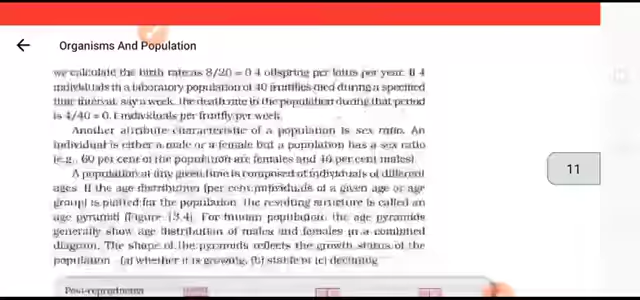 Organisms And Population
we calculate the birth rate as 8/20 = 0.4 offspring per lotus per year. If 4
individuals in a laboratory population of 40 fruitflies died during a specified
time interval, say a week, the death rate in the population during that period
is 4/40 = 0.1 individuals per fruitfly per week.
Another attribute characteristic of a population is sex ratio. An
individual is either a male or a female but a population has a sex ratio
(e.g., 60 per cent of the population are females and 40 per cent males).
A population at any given time is composed of individuals of different
ages. If the age distribution (per cent individuals of a given age or age
group) is plotted for the population, the resulting structure is called an
age pyramid (Figure 13.4). For human population, the age pyramids
generally show age distribution of males and females in a combined
diagram. The shape of the pyramids reflects the growth status of the
population - (a) whether it is growing, (b) stable or (c) declining.
Post-reproductive
11